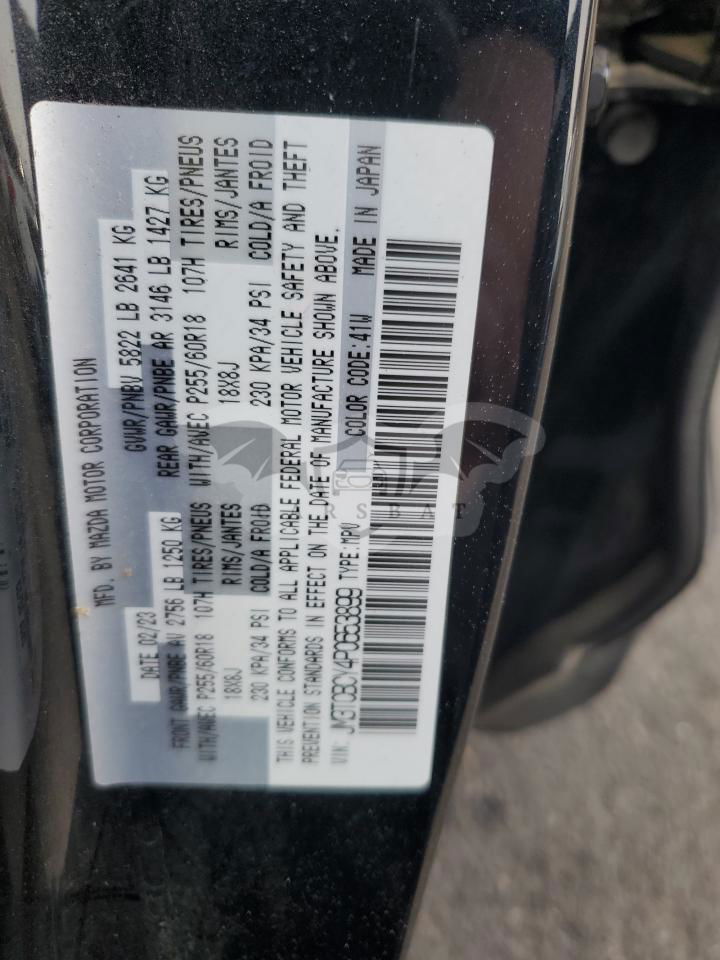 MFD. BY MAZDA MOTOR CORPORATION
DATE 02/23 GVWR/PNBV 5822 LB 2641 KG
FRONT GAWR/PNBE AV 2756 LB 1250 KG REAR GAWR/PNBE AR 3146 LB 1427 KG
WITH/AVEC P255/60R18 107H TIRES/PNEUS WITH/AVEC P255/60R18 107H TIRES/PNEUS
18X8J RIMS/JANTES 18X8J RIMS/JANTES
230 KPA/34 PSI COLD/A FROID 230 KPA/34 PSI COLD/A FROID
THIS VEHICLE CONFORMS TO ALL APPLICABLE FEDERAL MOTOR VEHICLE SAFETY AND THEFT
PREVENTION STANDARDS IN EFFECT ON THE DATE OF MANUFACTURE SHOWN ABOVE.
VIN: JM3TCBCY4P0653899 TYPE:MPV COLOR CODE:41W MADE IN JAPAN
RSBAT